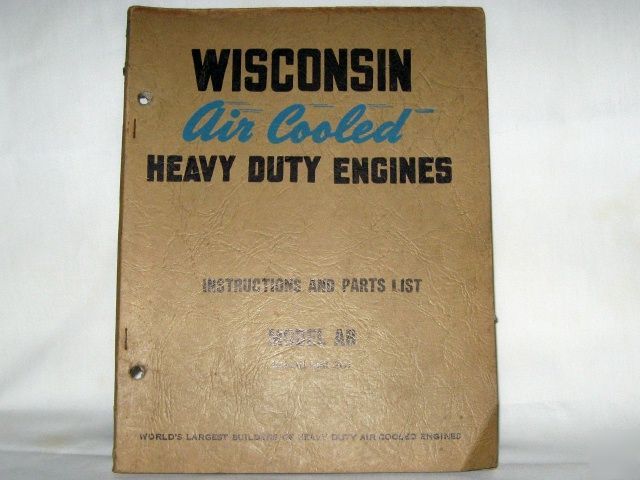 WISCONSIN
Air Cooled
HEAVY DUTY ENGINES
INSTRUCTIONS AND PARTS LIST
MODEL AB
WORLD'S LARGEST BUILDERS OF HEAVY DUTY AIR COOLED ENGINES